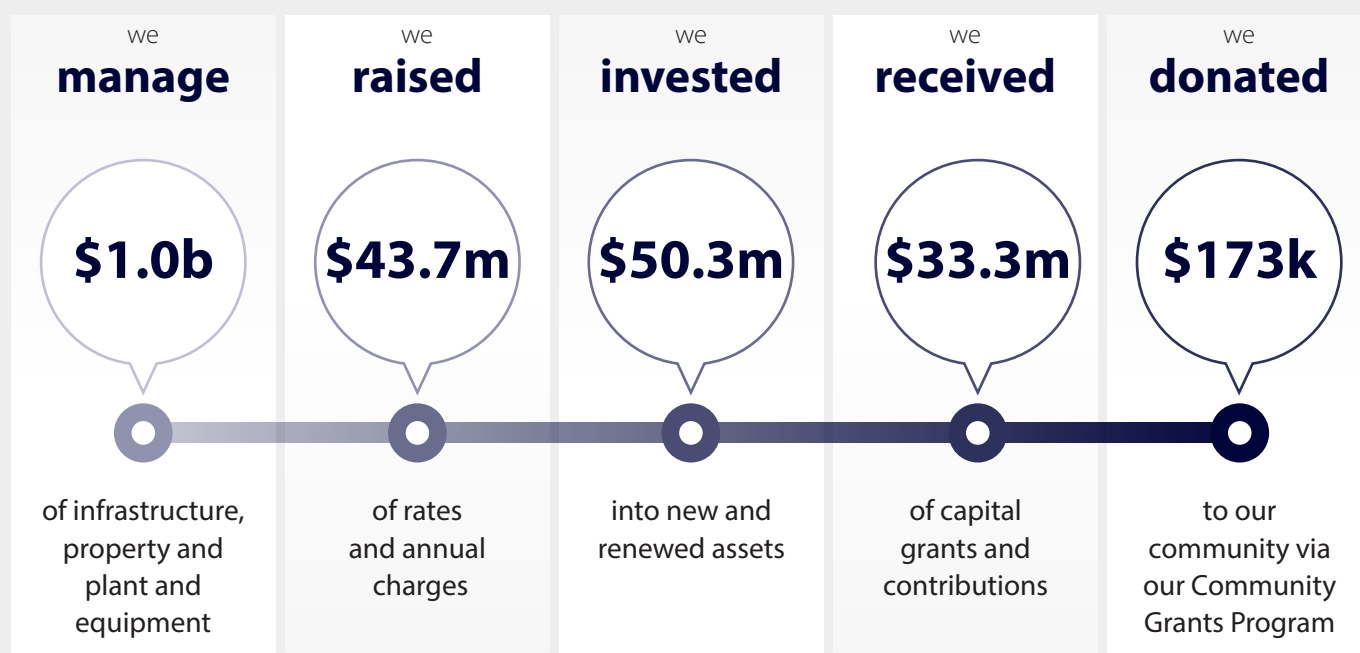 we
manage
$1.0b
of infrastructure,
property and
plant and
equipment
we
raised
$43.7m
of rates
and annual
charges
we
invested
$50.3m
into new and
renewed assets
we
received
$33.3m
of capital
grants and
contributions
we
donated
$173k
to our
community via
our Community
Grants Program